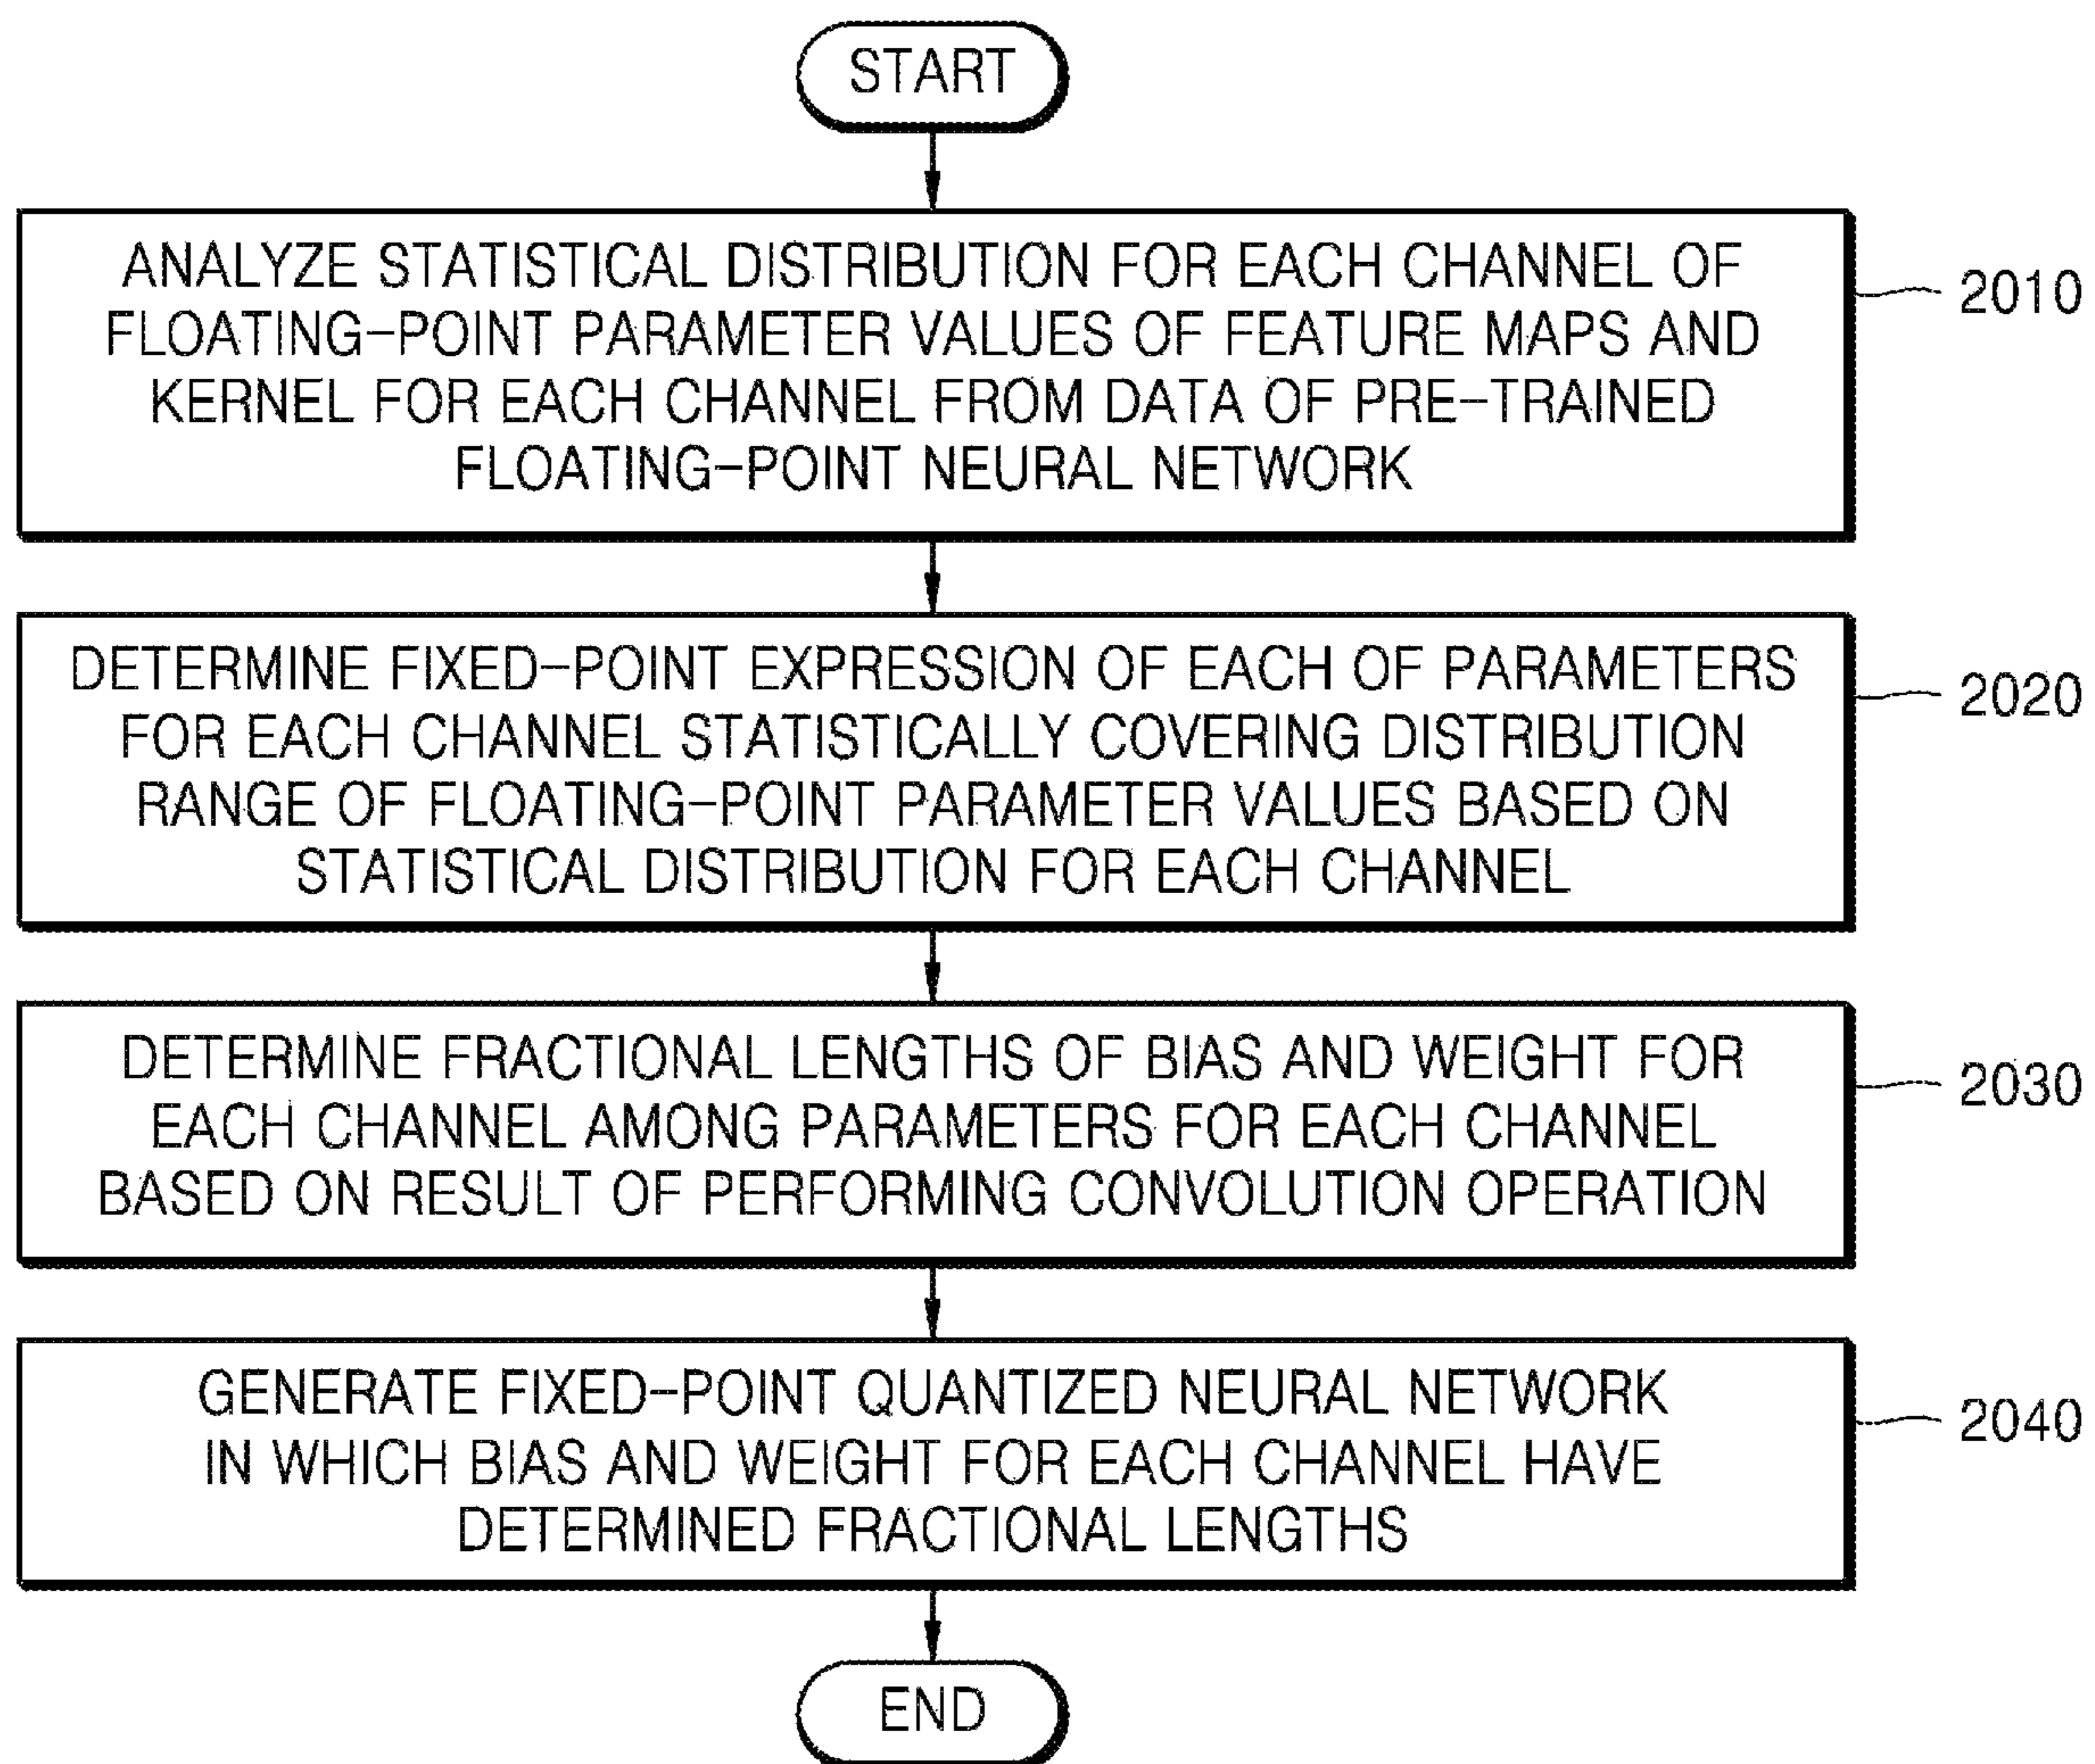 START
ANALYZE STATISTICAL DISTRIBUTION FOR EACH CHANNEL OF
FLOATING-POINT PARAMETER VALUES OF FEATURE MAPS AND
KERNEL FOR EACH CHANNEL FROM DATA OF PRE-TRAINED
FLOATING-POINT NEURAL NETWORK
2010
DETERMINE FIXED-POINT EXPRESSION OF EACH OF PARAMETERS
FOR EACH CHANNEL STATISTICALLY COVERING DISTRIBUTION
RANGE OF FLOATING-POINT PARAMETER VALUES BASED ON
STATISTICAL DISTRIBUTION FOR EACH CHANNEL
2020
DETERMINE FRACTIONAL LENGTHS OF BIAS AND WEIGHT FOR
EACH CHANNEL AMONG PARAMETERS FOR EACH CHANNEL
BASED ON RESULT OF PERFORMING CONVOLUTION OPERATION
2030
GENERATE FIXED-POINT QUANTIZED NEURAL NETWORK
IN WHICH BIAS AND WEIGHT FOR EACH CHANNEL HAVE
DETERMINED FRACTIONAL LENGTHS
2040
END